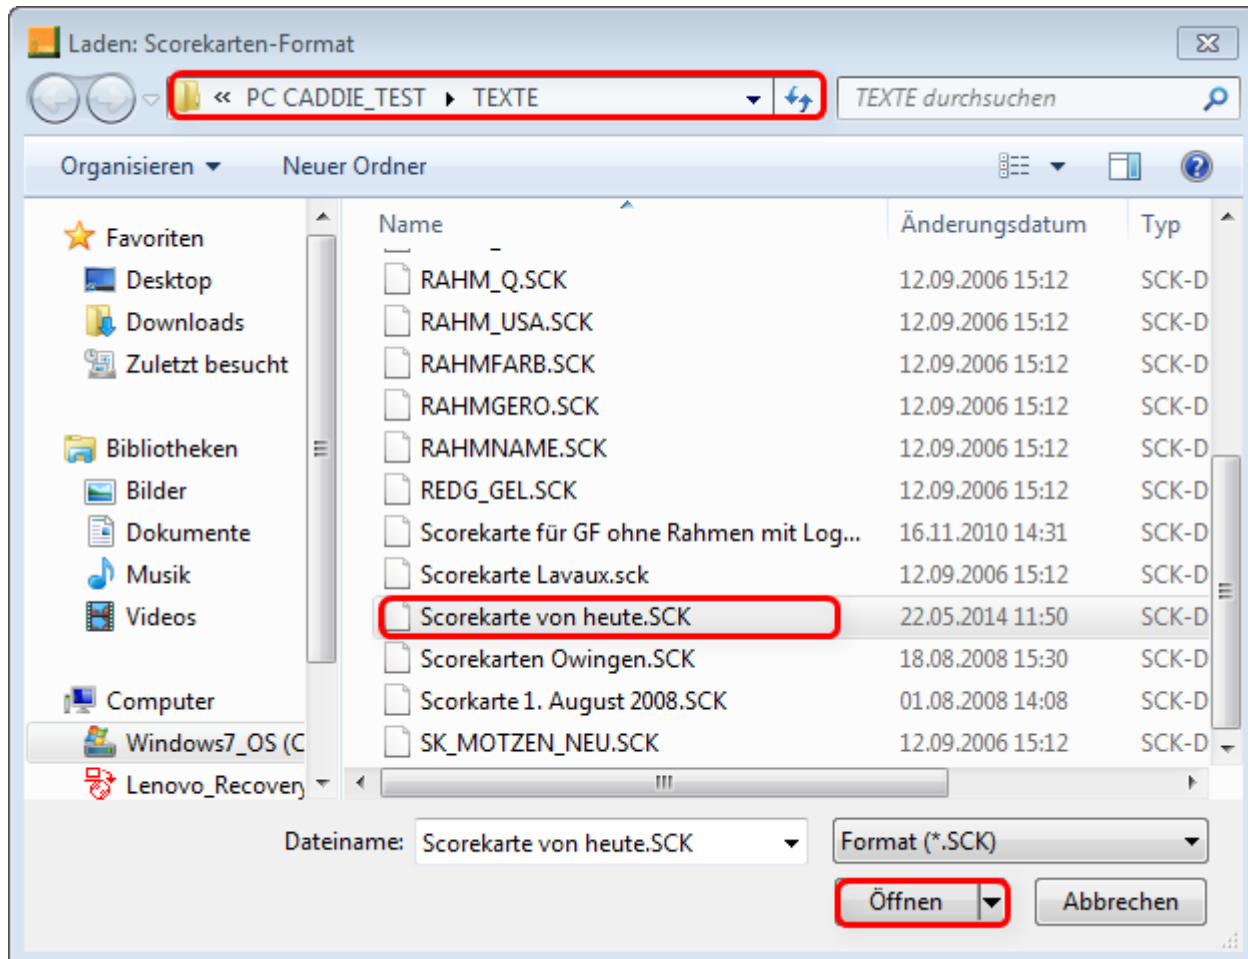 Laden: Scorekarten-Format
« PC CADDIE_TEST ▸ TEXTE
TEXTE durchsuchen
Organisieren
Neuer Ordner
Name
Änderungsdatum
Typ
Favoriten
Desktop
Downloads
Zuletzt besucht
Bibliotheken
Bilder
Dokumente
Musik
Videos
Computer
Windows7_OS (C
Lenovo_Recovery
RAHM_Q.SCK 12.09.2006 15:12 SCK-D
RAHM_USA.SCK 12.09.2006 15:12 SCK-D
RAHMFARB.SCK 12.09.2006 15:12 SCK-D
RAHMGERO.SCK 12.09.2006 15:12 SCK-D
RAHMNAME.SCK 12.09.2006 15:12 SCK-D
REDG_GEL.SCK 12.09.2006 15:12 SCK-D
Scorekarte für GF ohne Rahmen mit Log... 16.11.2010 14:31 SCK-D
Scorekarte Lavaux.sck 12.09.2006 15:12 SCK-D
Scorekarte von heute.SCK 22.05.2014 11:50 SCK-D
Scorekarten Owingen.SCK 18.08.2008 15:30 SCK-D
Scorkarte 1. August 2008.SCK 01.08.2008 14:08 SCK-D
SK_MOTZEN_NEU.SCK 12.09.2006 15:12 SCK-D
Dateiname: Scorekarte von heute.SCK
Format (*.SCK)
Öffnen
Abbrechen